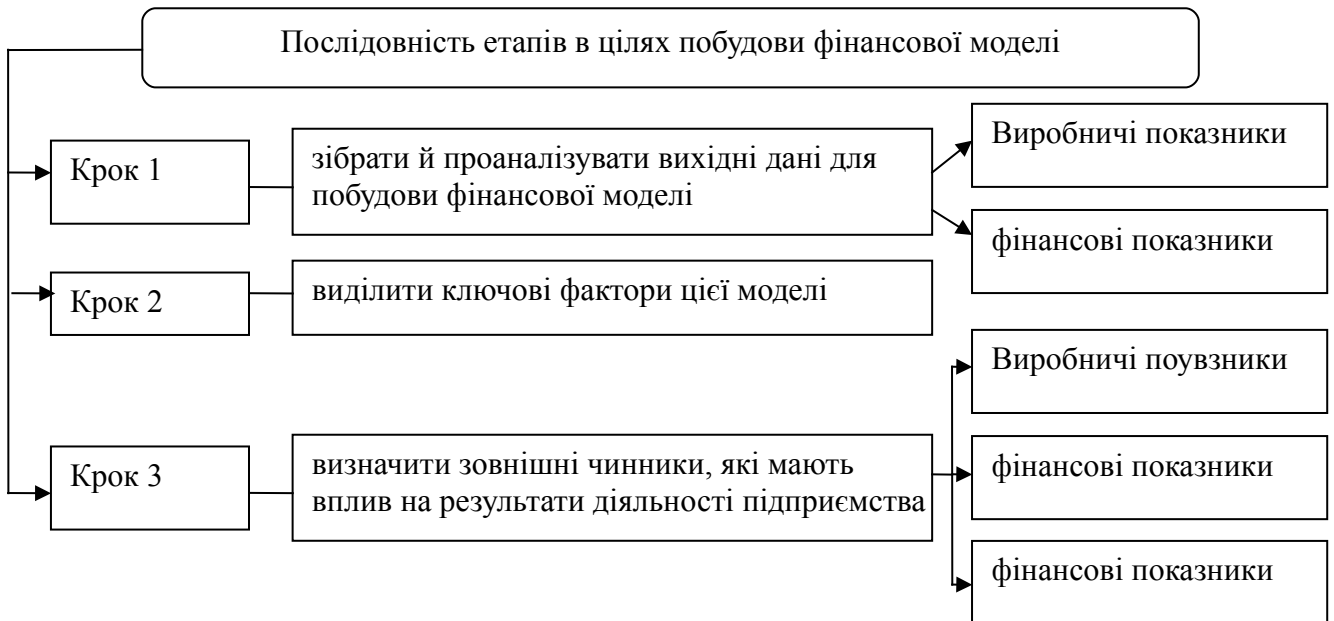 Послідовність етапів в цілях побудови фінансової моделі
Крок 1
зібрати й проаналізувати вихідні дані для
побудови фінансової моделі
Виробничі показники
фінансові показники
Крок 2
виділити ключові фактори цієї моделі
Крок 3
визначити зовнішні чинники, які мають
вплив на результати діяльності підприємства
Виробничі поувзники
фінансові показники
фінансові показники